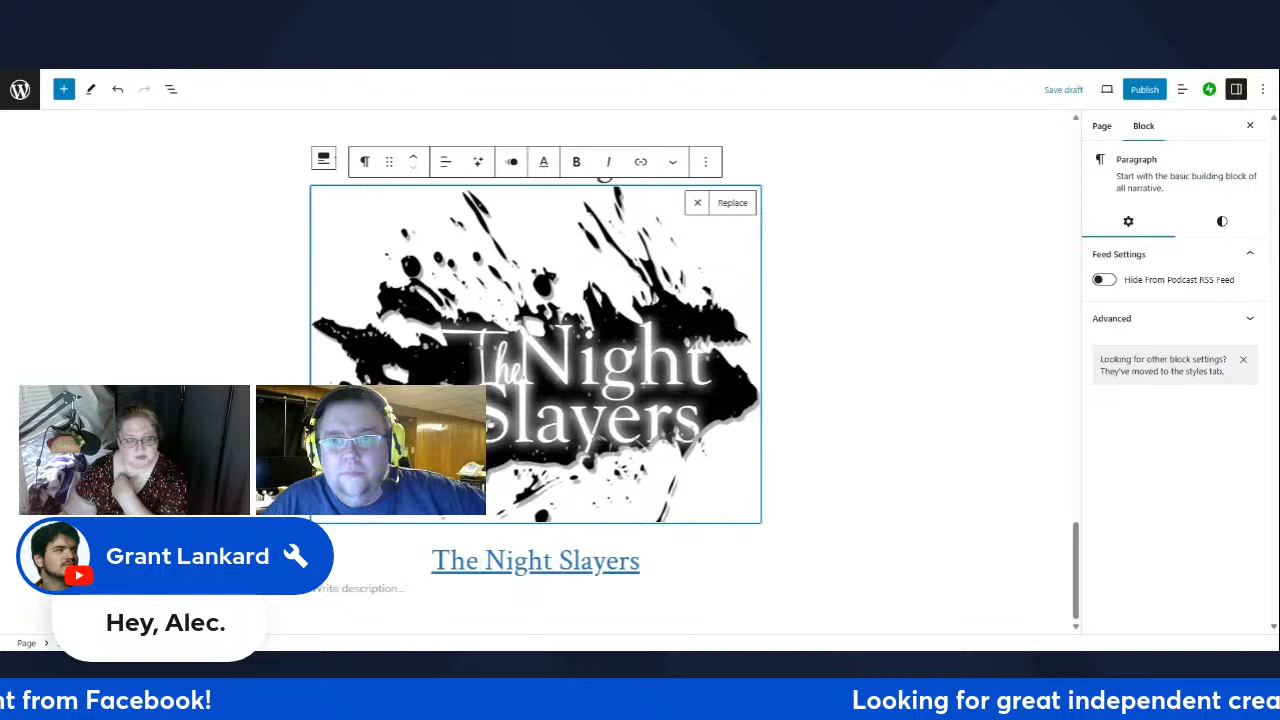 Save draft
Publish
Page
Block
Paragraph
Start with the basic building block of
all narrative.
Replace
Feed Settings
Hide From Podcast RSS Feed
Advanced
Looking for other block settings?
They've moved to the styles tab.
The Night
Slayers
The Night Slayers
Write description...
Grant Lankard
Hey, Alec.
Page
nt from Facebook!
Looking for great independent crea